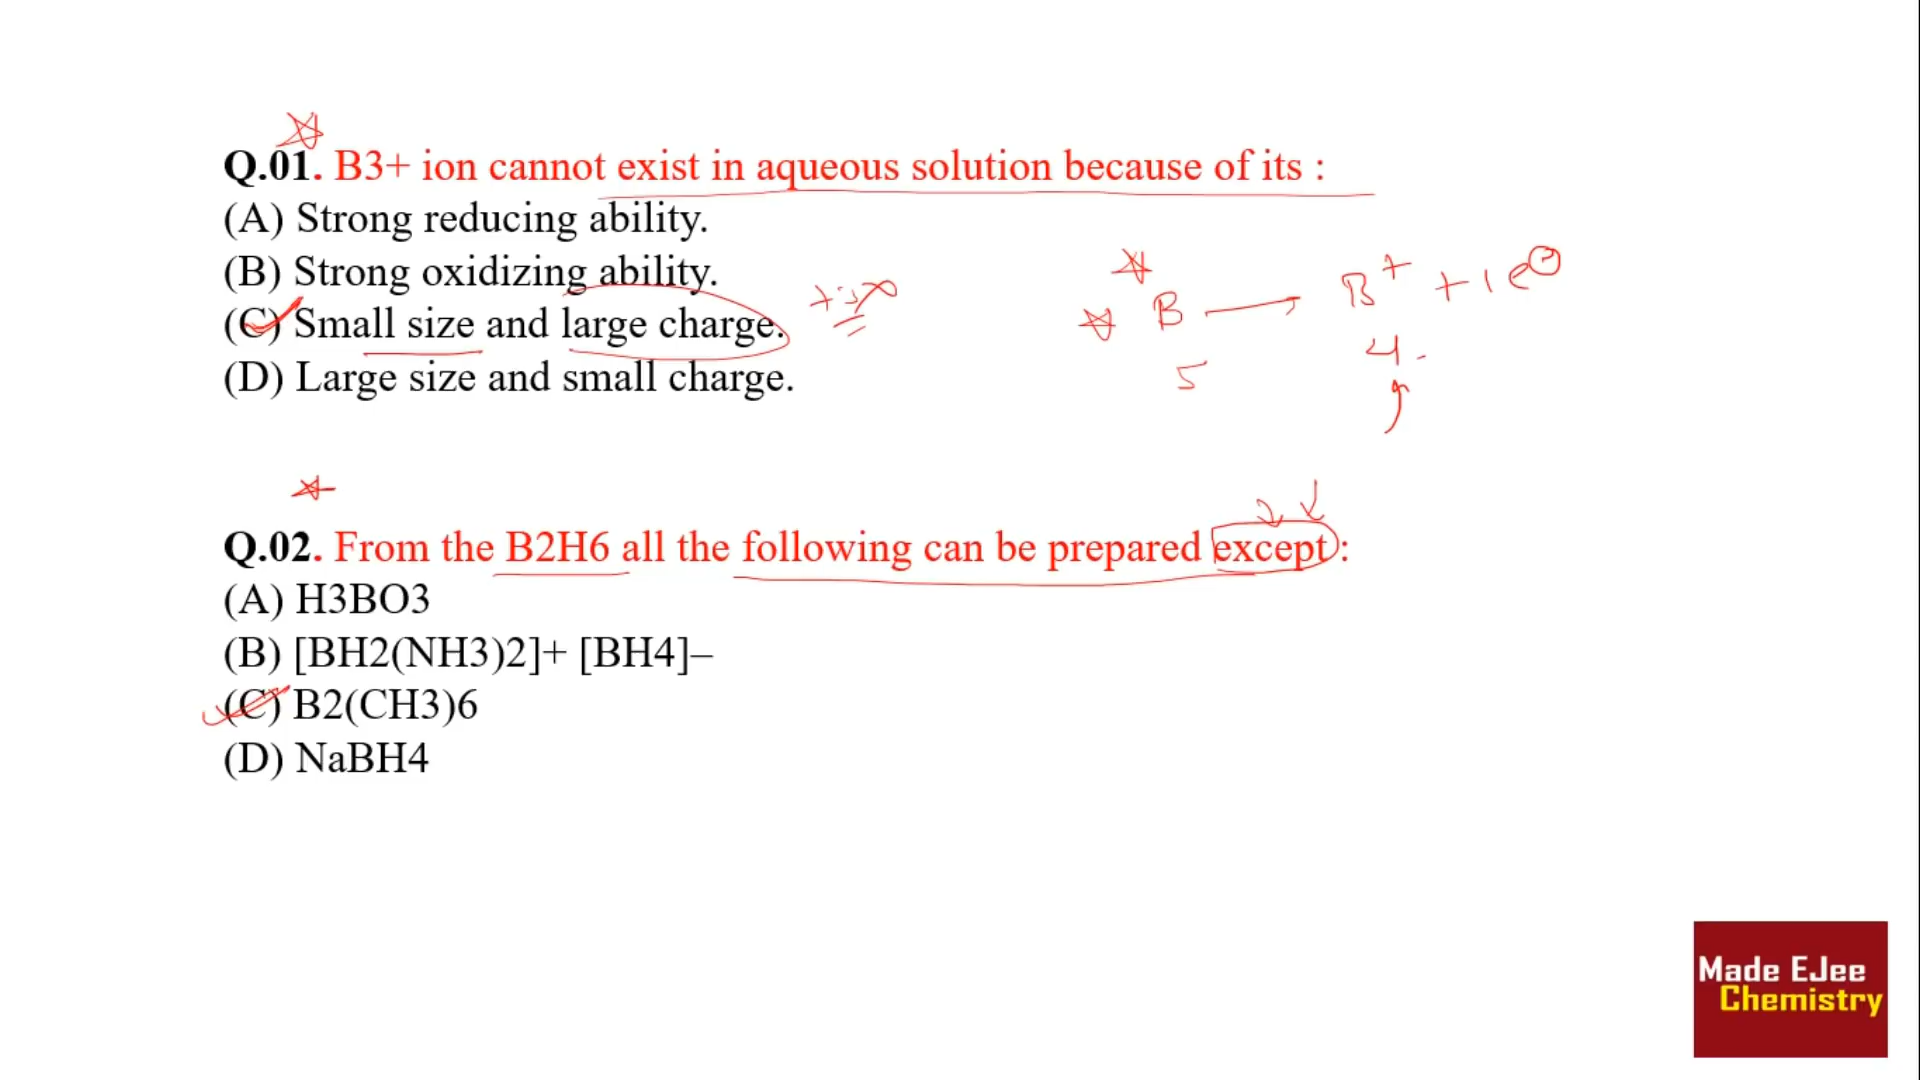 Q.01. B3+ ion cannot exist in aqueous solution because of its :
(A) Strong reducing ability.
(B) Strong oxidizing ability.
(C) Small size and large charge.
(D) Large size and small charge.
B → B+ + 1e⊖
5 4
Q.02. From the B2H6 all the following can be prepared except :
(A) H3BO3
(B) [BH2(NH3)2]+ [BH4]–
(C) B2(CH3)6
(D) NaBH4
Made EJee
Chemistry